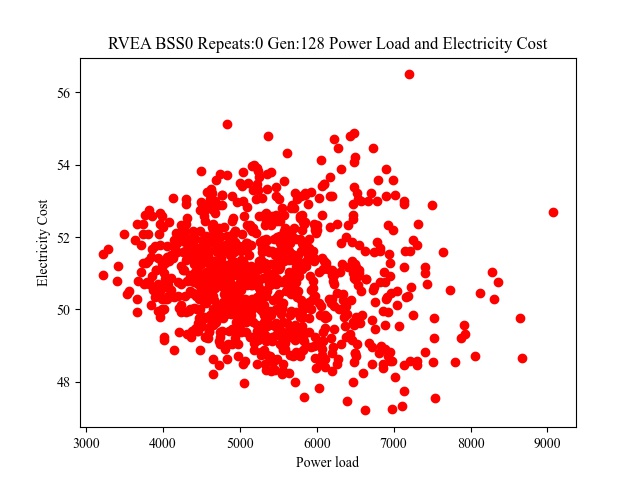 RVEA BSS0 Repeats:0 Gen:128 Power Load and Electricity Cost
56
54
52
50
48
Electricity Cost
3000 4000 5000 6000 7000 8000 9000
Power load